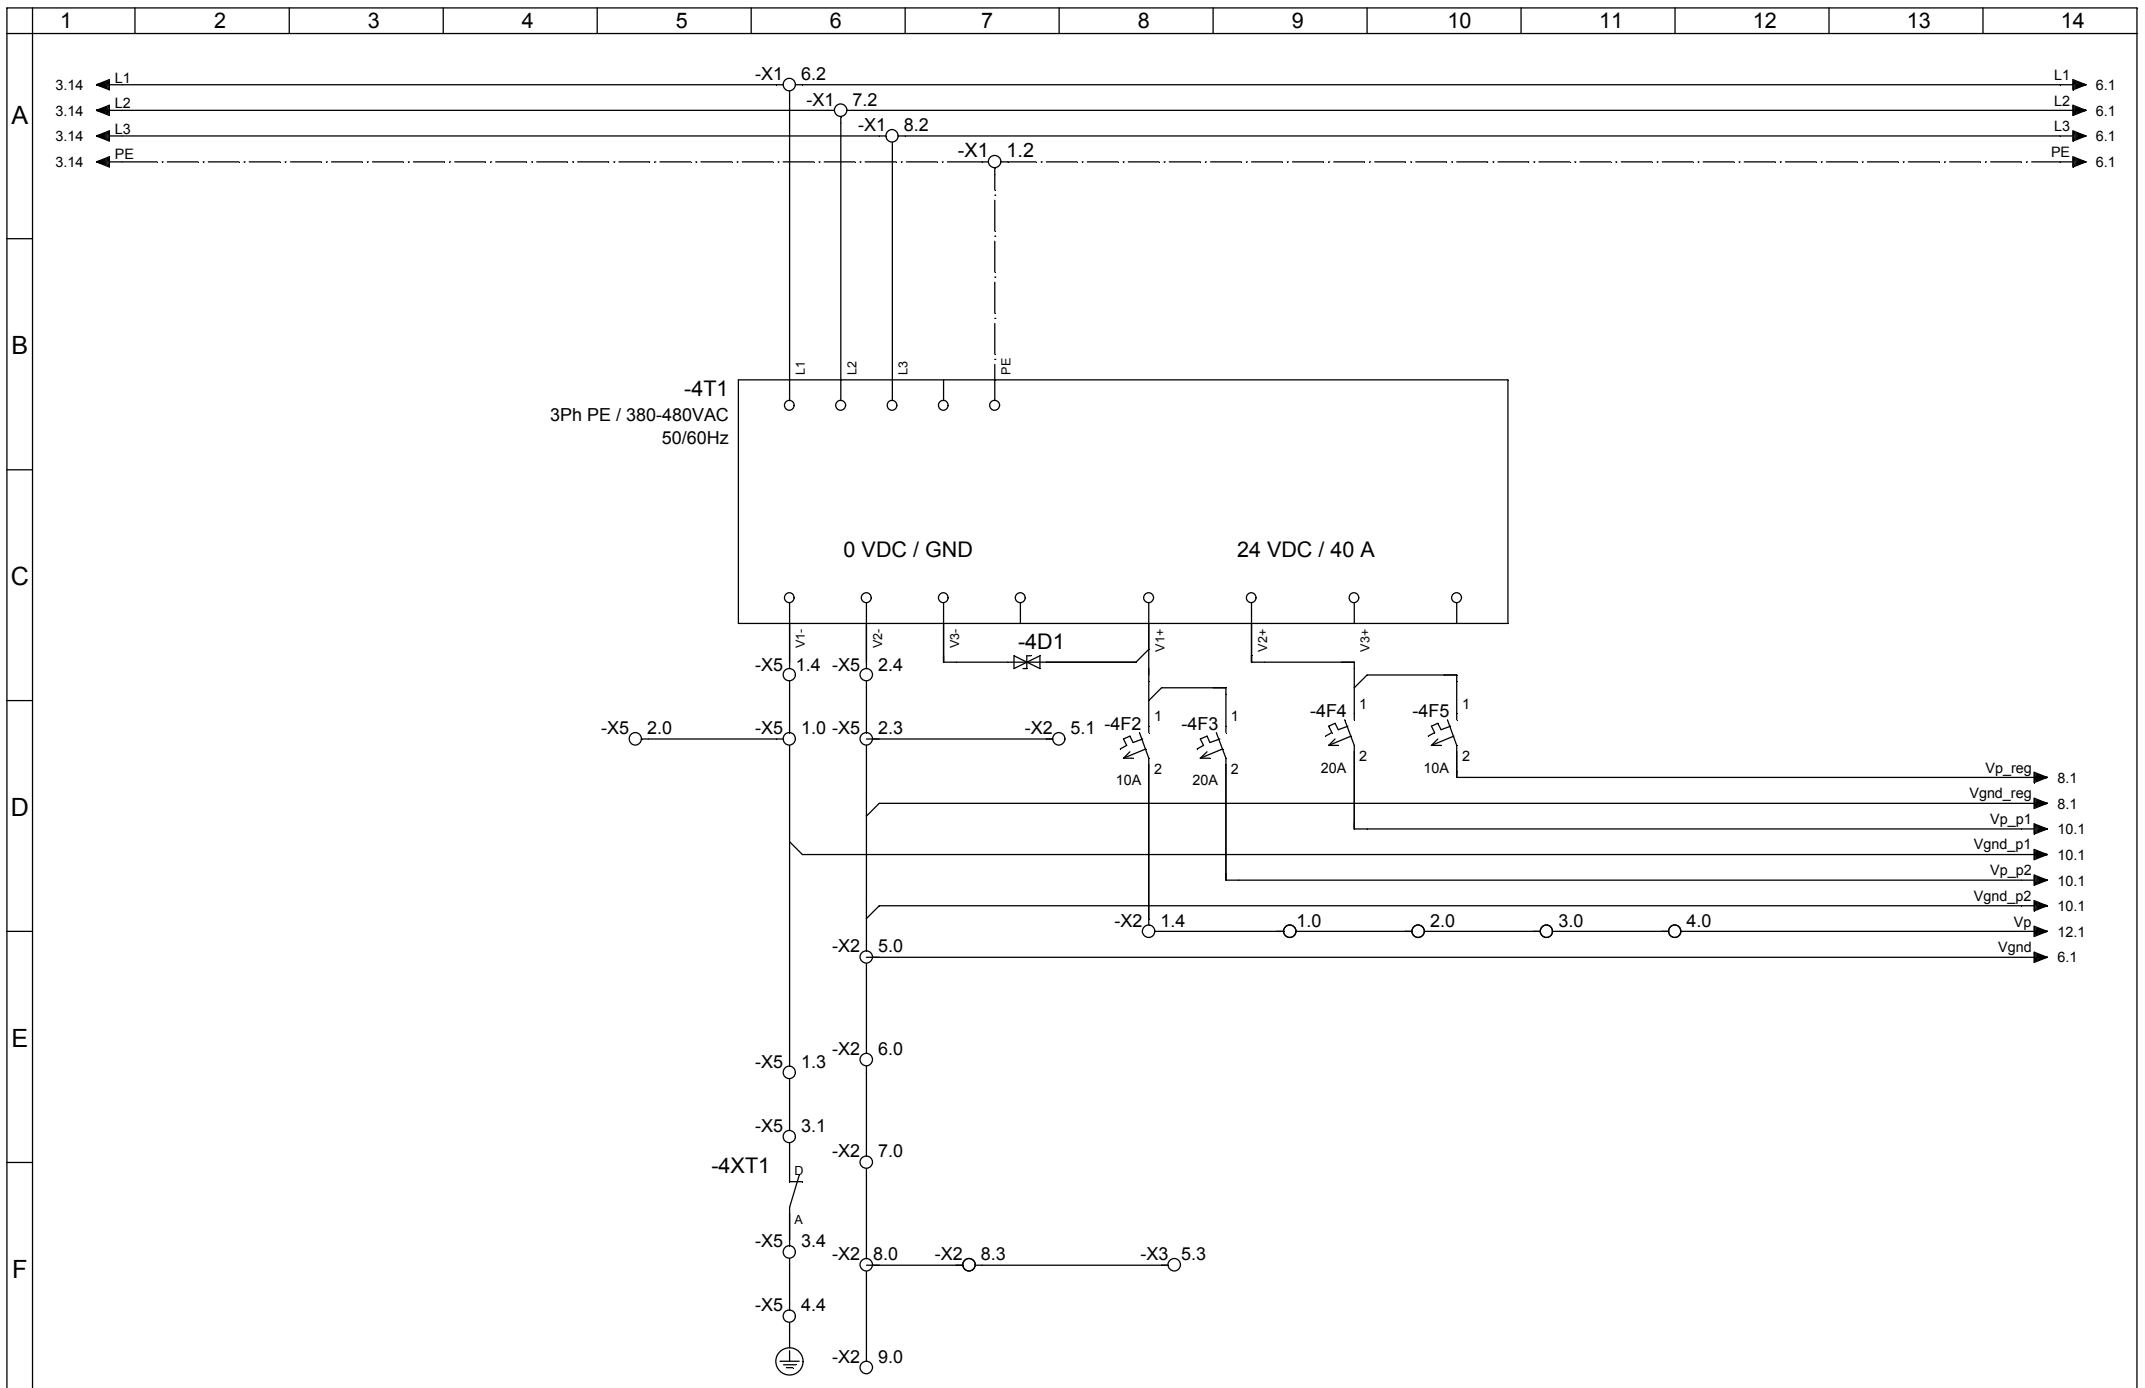 1 2 3 4 5 6 7 8 9 10 11 12 13 14
A
B
C
D
E
F
3.14 L1 -X1 6.2 L1 6.1
3.14 L2 -X1 7.2 L2 6.1
3.14 L3 -X1 8.2 L3 6.1
3.14 PE -X1 1.2 PE 6.1
L1 L2 L3 PE
-4T1
3Ph PE / 380-480VAC
50/60Hz
0 VDC / GND 24 VDC / 40 A
V1- V2- V3- -4D1 V1+ V2+ V3+
-X5 1.4 -X5 2.4
-4F2 1 -4F3 1 -4F4 1 -4F5 1
-X5 2.0 -X5 1.0 -X5 2.3 -X2 5.1
2 2 2 2
10A 20A 20A 10A
Vp_reg 8.1
Vgnd_reg 8.1
Vp_p1 10.1
Vgnd_p1 10.1
Vp_p2 10.1
Vgnd_p2 10.1
-X2 1.4 1.0 2.0 3.0 4.0 Vp 12.1
-X2 5.0 Vgnd 6.1
-X5 1.3 -X2 6.0
-X5 3.1 -X2 7.0
-4XT1 D
A
-X5 3.4 -X2 8.0 -X2 8.3 -X3 5.3
-X5 4.4
-X2 9.0